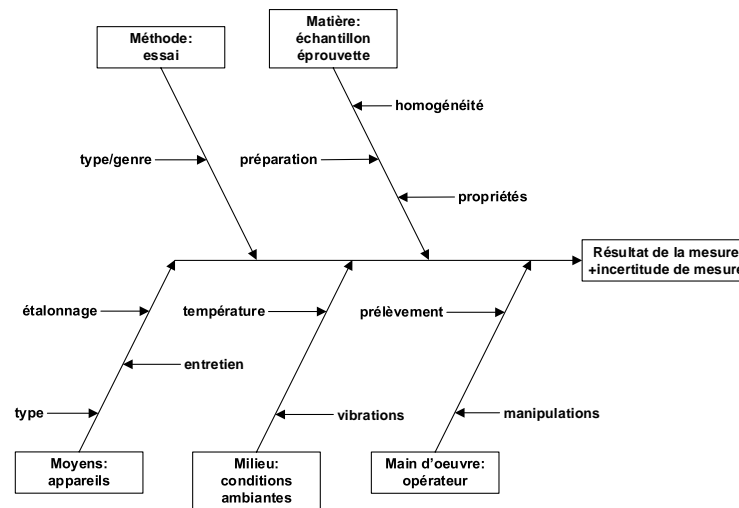 Méthode:
essai
Matière:
échantillon
éprouvette
homogénéité
type/genre
préparation
propriétés
Résultat de la mesure
+incertitude de mesure
étalonnage
température
prélèvement
entretien
type
vibrations
manipulations
Moyens:
appareils
Milieu:
conditions
ambiantes
Main d'oeuvre:
opérateur